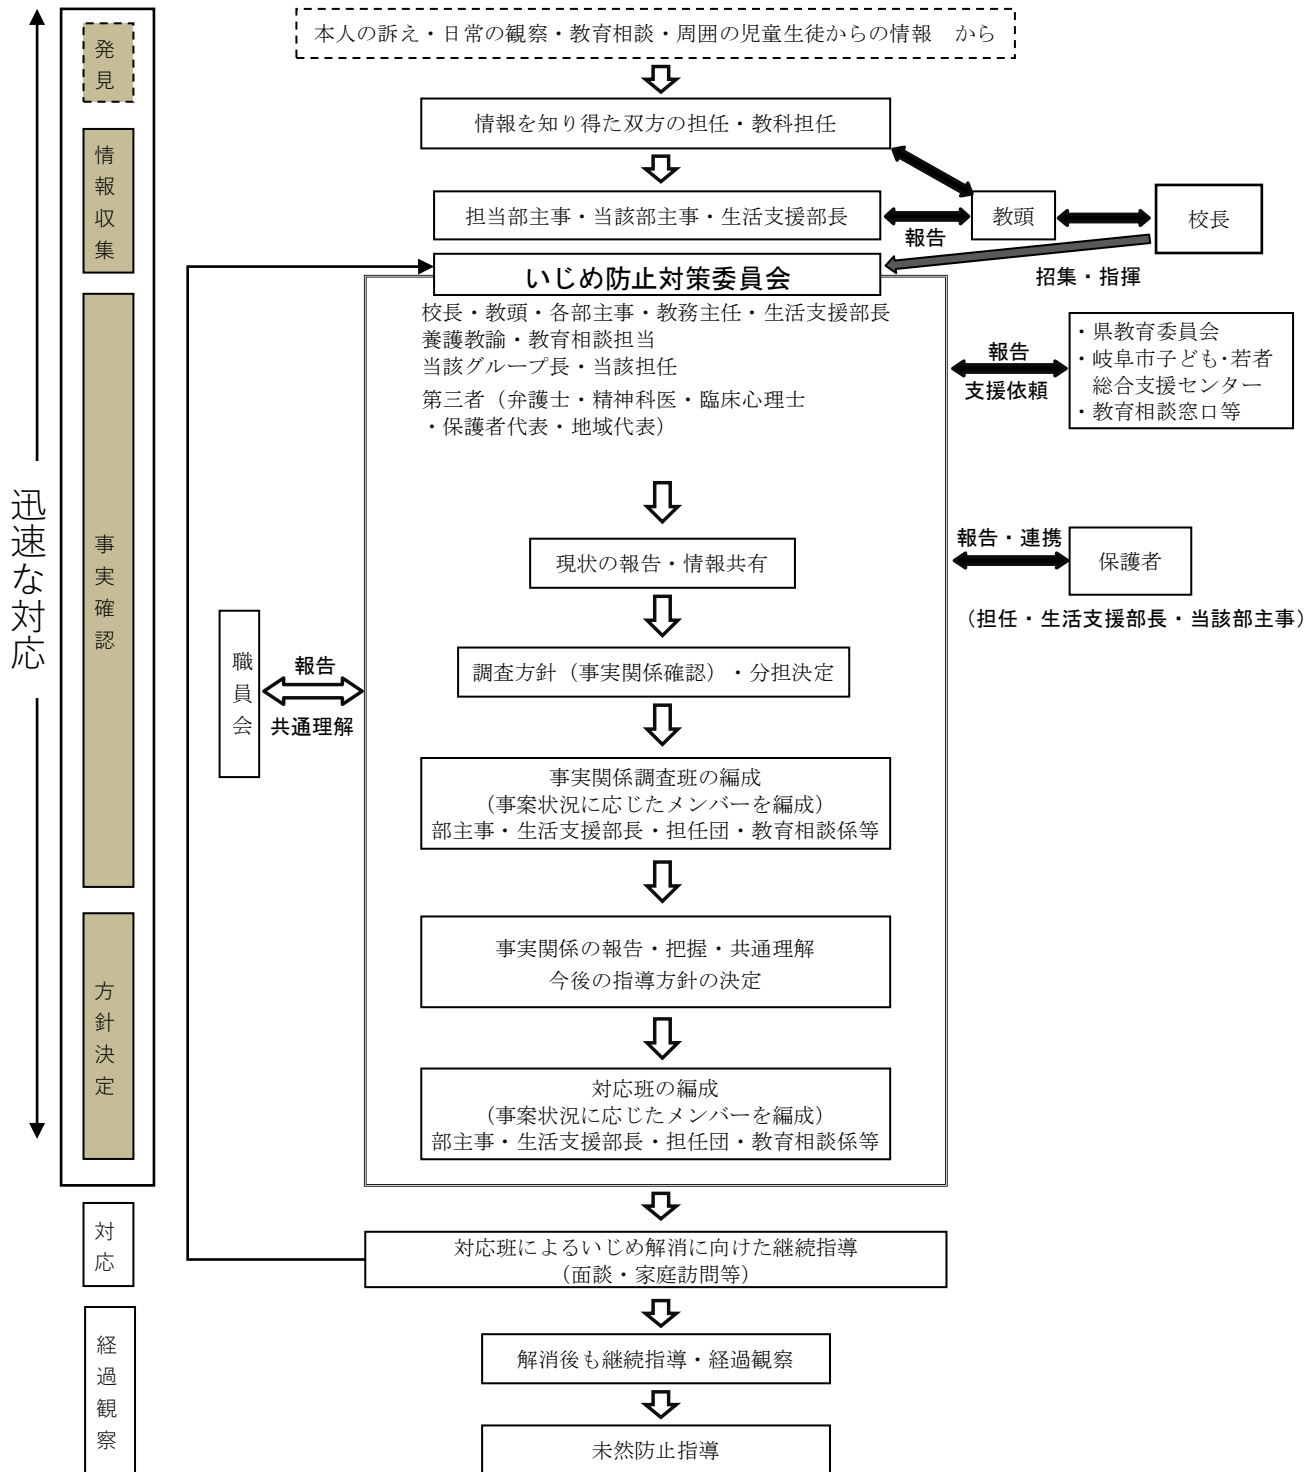 本人の訴え・日常の観察・教育相談・周囲の児童生徒からの情報　から
発見
情報を知り得た双方の担任・教科担任
情報収集
担当部主事・当該部主事・生活支援部長
報告
教頭
校長
招集・指揮
いじめ防止対策委員会
校長・教頭・各部主事・教務主任・生活支援部長
養護教諭・教育相談担当
当該グループ長・当該担任
第三者（弁護士・精神科医・臨床心理士
・保護者代表・地域代表）
報告
支援依頼
・県教育委員会
・岐阜市子ども・若者
総合支援センター
・教育相談窓口等
迅速な対応
事実確認
現状の報告・情報共有
報告・連携
保護者
（担任・生活支援部長・当該部主事）
職員会
報告
共通理解
調査方針（事実関係確認）・分担決定
事実関係調査班の編成
（事案状況に応じたメンバーを編成）
部主事・生活支援部長・担任団・教育相談係等
方針決定
事実関係の報告・把握・共通理解
今後の指導方針の決定
対応班の編成
（事案状況に応じたメンバーを編成）
部主事・生活支援部長・担任団・教育相談係等
対応
対応班によるいじめ解消に向けた継続指導
（面談・家庭訪問等）
経過観察
解消後も継続指導・経過観察
未然防止指導